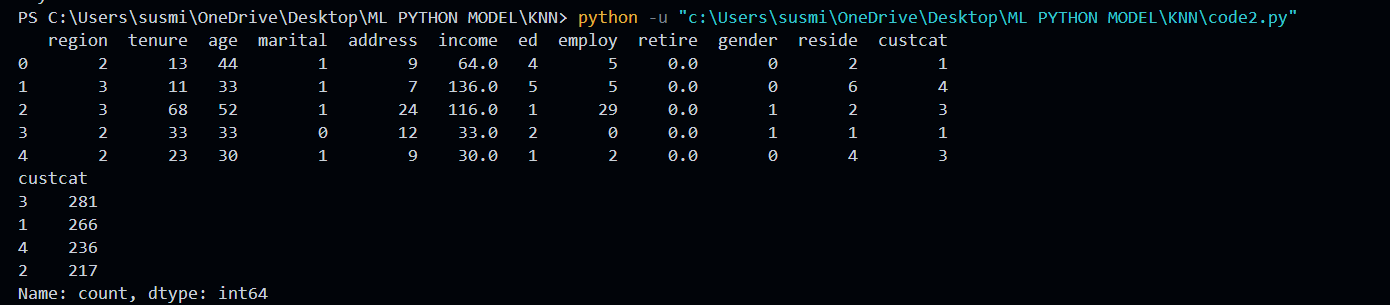 PS C:\Users\susmi\OneDrive\Desktop\ML PYTHON MODEL\KNN> python -u "c:\Users\susmi\OneDrive\Desktop\ML PYTHON MODEL\KNN\code2.py"
   region  tenure  age  marital  address  income  ed  employ  retire  gender  reside  custcat
0       2      13   44        1        9    64.0   4       5     0.0       0       2        1
1       3      11   33        1        7   136.0   5       5     0.0       0       6        4
2       3      68   52        1       24   116.0   1      29     0.0       1       2        3
3       2      33   33        0       12    33.0   2       0     0.0       1       1        1
4       2      23   30        1        9    30.0   1       2     0.0       0       4        3
custcat
3    281
1    266
4    236
2    217
Name: count, dtype: int64